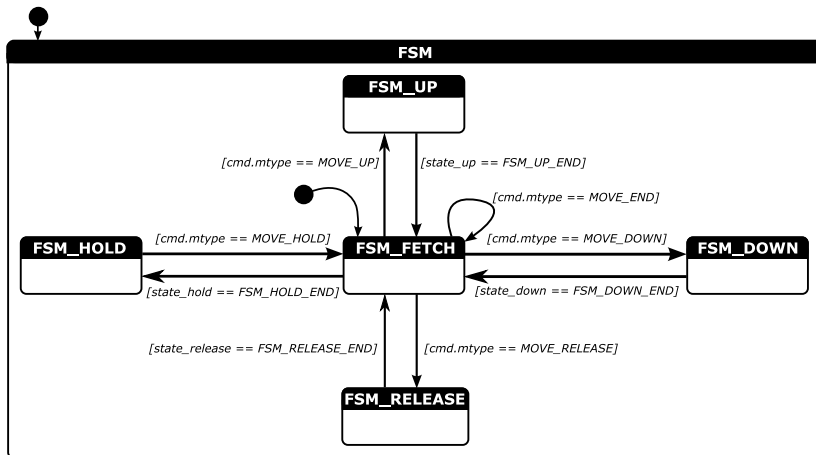 FSM
FSM_UP
[cmd.mtype == MOVE_UP]
[state_up == FSM_UP_END]
[cmd.mtype == MOVE_END]
[cmd.mtype == MOVE_HOLD]
[cmd.mtype == MOVE_DOWN]
FSM_HOLD
FSM_FETCH
FSM_DOWN
[state_hold == FSM_HOLD_END]
[state_down == FSM_DOWN_END]
[state_release == FSM_RELEASE_END]
[cmd.mtype == MOVE_RELEASE]
FSM_RELEASE